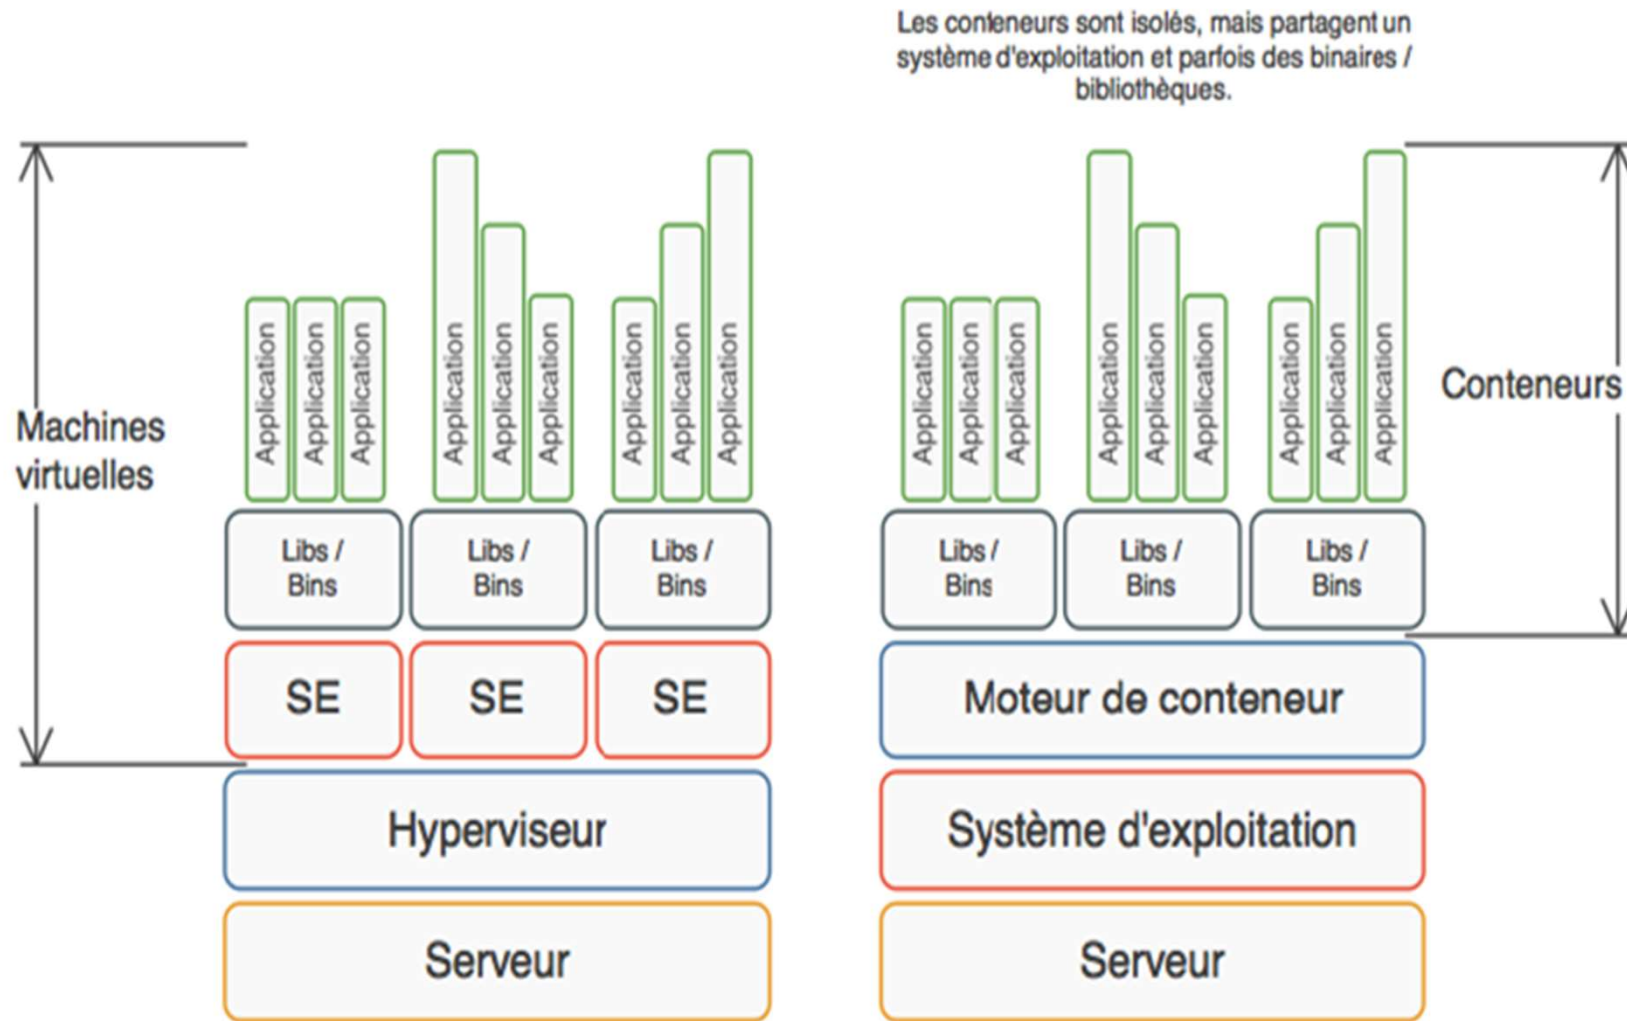 Les conteneurs sont isolés, mais partagent un
système d'exploitation et parfois des binaires /
bibliothèques.
Machines
virtuelles
Application
Application
Application
Application
Application
Application
Application
Application
Application
Libs /
Bins
Libs /
Bins
Libs /
Bins
SE
SE
SE
Hyperviseur
Serveur
Application
Application
Application
Application
Application
Application
Application
Application
Application
Conteneurs
Libs /
Bins
Libs /
Bins
Libs /
Bins
Moteur de conteneur
Système d'exploitation
Serveur